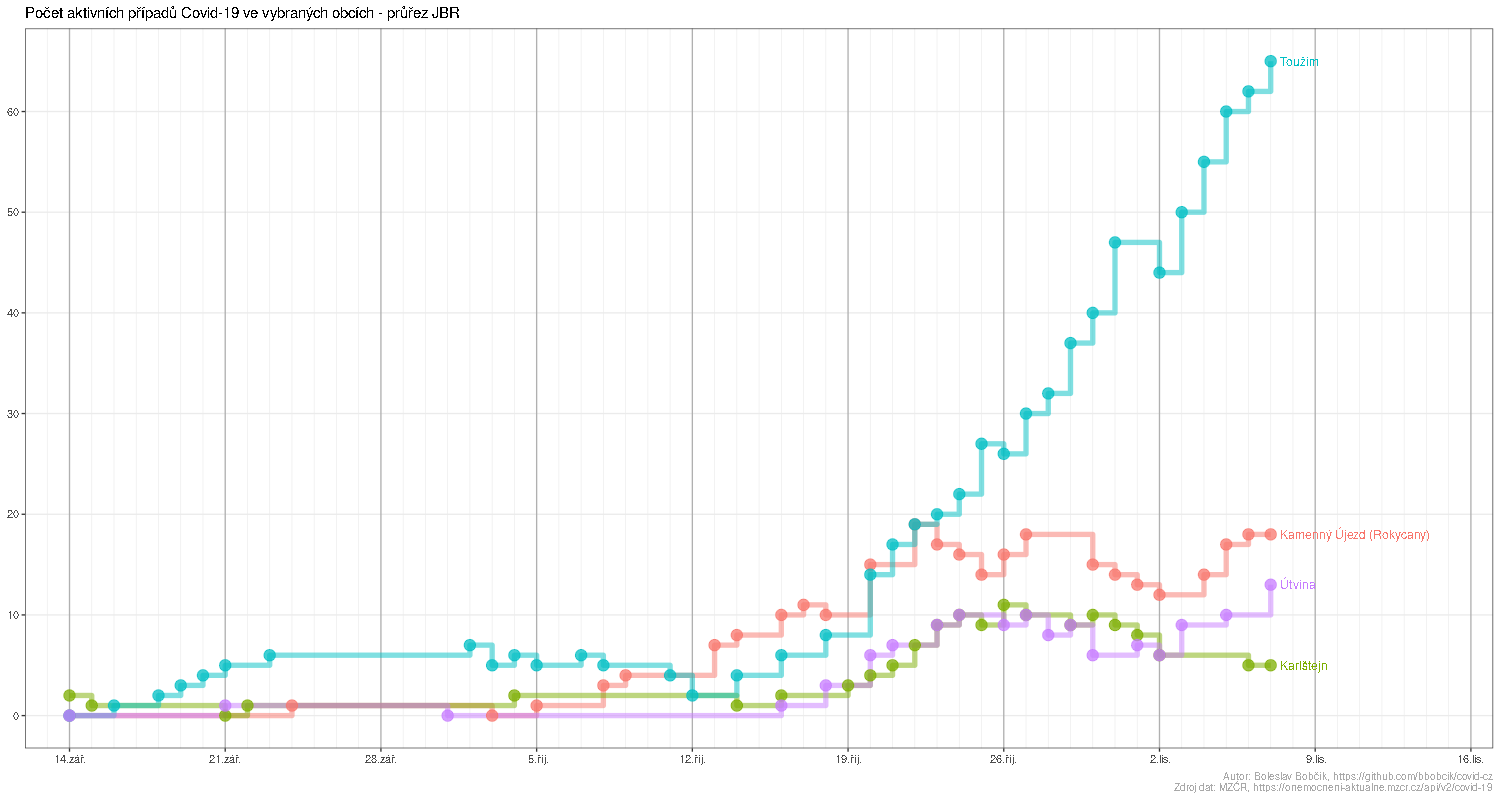 Počet aktivních případů Covid-19 ve vybraných obcích - průřez JBR
Toužim
60
50
40
30
20
Kamenný Újezd (Rokycany)
Útvina
10
Karlštejn
0
14.zář.
21.zář.
28.zář.
5.říj.
12.říj.
19.říj.
26.říj.
2.lis.
9.lis.
16.lis.
Autor: Boleslav Bobčík, https://github.com/bbobcik/covid-cz
Zdroj dat: MZČR, https://onemocneni-aktualne.mzcr.cz/api/v2/covid-19